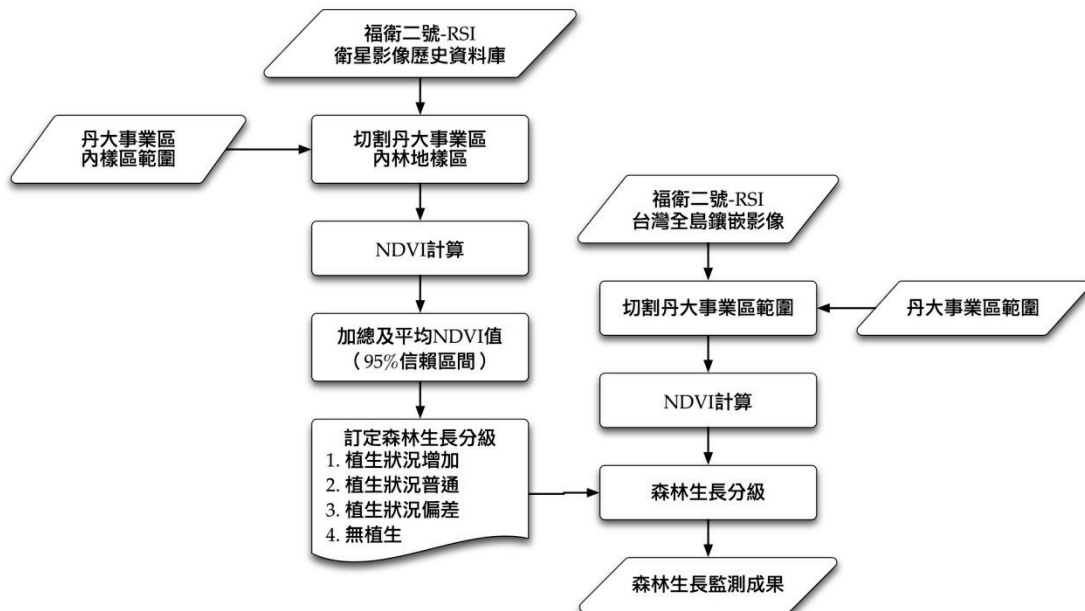 福衛二號-RSI
衛星影像歷史資料庫
丹大事業區
內樣區範圍
切割丹大事業區
內林地樣區
NDVI計算
加總及平均NDVI值
（95%信賴區間）
訂定森林生長分級
1. 植生狀況增加
2. 植生狀況普通
3. 植生狀況偏差
4. 無植生
福衛二號-RSI
台灣全島鑲嵌影像
切割丹大事業區範圍
丹大事業區範圍
NDVI計算
森林生長分級
森林生長監測成果